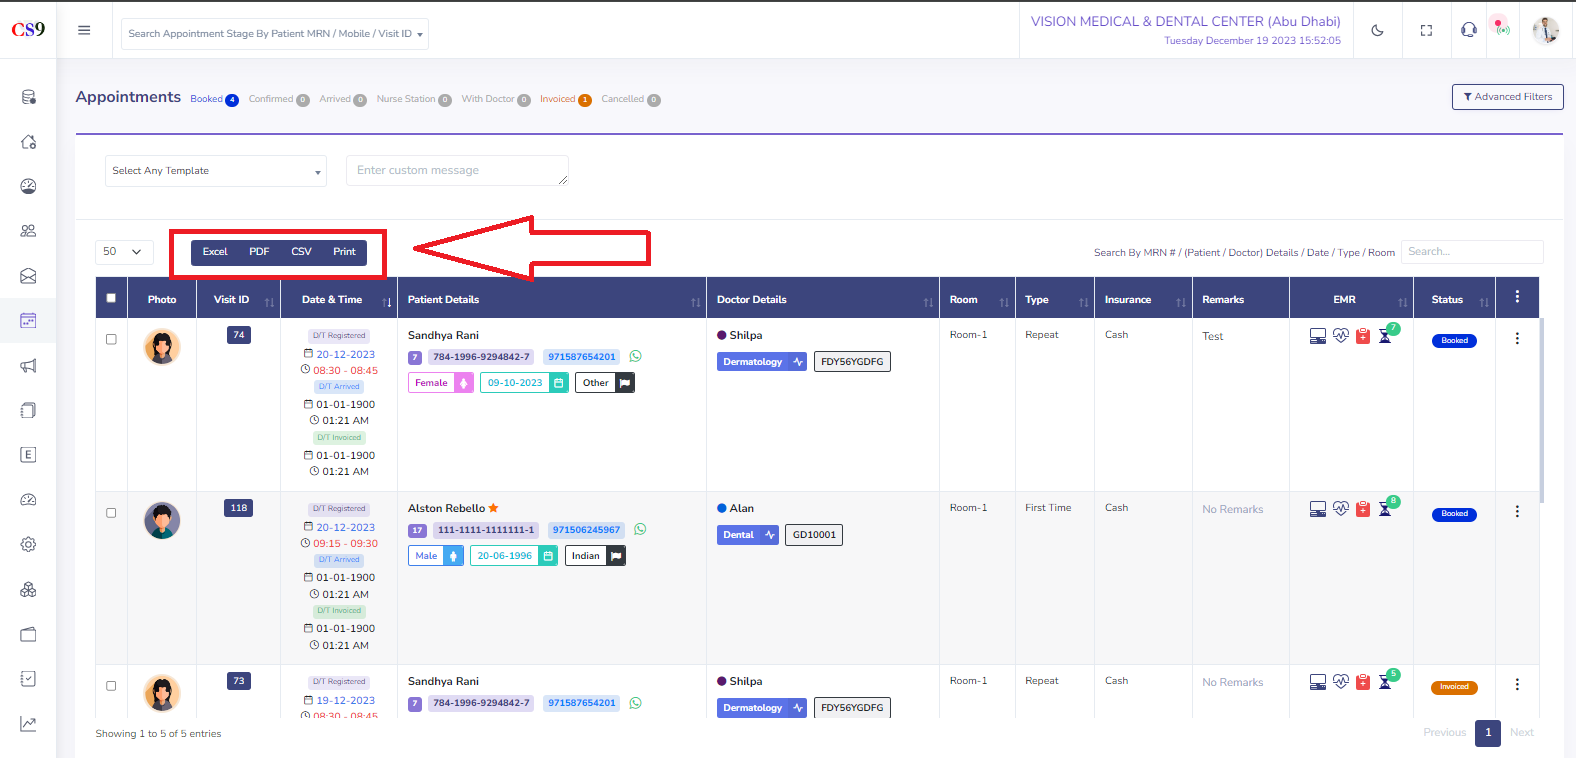 CS9
Search Appointment Stage By Patient MRN / Mobile / Visit ID
VISION MEDICAL & DENTAL CENTER (Abu Dhabi)
Tuesday December 19 2023 15:52:05
Appointments Booked 4 Confirmed 0 Arrived 0 Nurse Station 0 With Doctor 0 Invoiced 1 Cancelled 0
Advanced Filters
Select Any Template
Enter custom message
50
Excel PDF CSV Print
Search By MRN # / (Patient / Doctor) Details / Date / Type / Room
Search...
Photo Visit ID Date & Time Patient Details Doctor Details Room Type Insurance Remarks EMR Status
74
D/T Registered
20-12-2023
08:30 - 08:45
D/T Arrived
01-01-1900
01:21 AM
D/T Invoiced
01-01-1900
01:21 AM
Sandhya Rani
7 784-1996-9294842-7 971587654201
Female 09-10-2023 Other
Shilpa
Dermatology FDY56YGDFG
Room-1
Repeat
Cash
Test
7
Booked
118
D/T Registered
20-12-2023
09:15 - 09:30
D/T Arrived
01-01-1900
01:21 AM
D/T Invoiced
01-01-1900
01:21 AM
Alston Rebello
17 111-1111-1111111-1 971506245967
Male 20-06-1996 Indian
Alan
Dental GD10001
Room-1
First Time
Cash
No Remarks
8
Booked
73
D/T Registered
19-12-2023
08:30 - 08:45
Sandhya Rani
7 784-1996-9294842-7 971587654201
Shilpa
Dermatology FDY56YGDFG
Room-1
Repeat
Cash
No Remarks
5
Invoiced
Showing 1 to 5 of 5 entries
Previous 1 Next
E